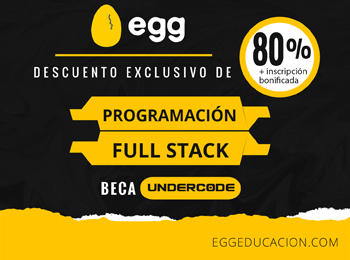 egg
80%
+ inscripción
bonificada
DESCUENTO EXCLUSIVO DE
PROGRAMACIÓN
FULL STACK
BECA UNDERCODE
EGGEDUCACION.COM